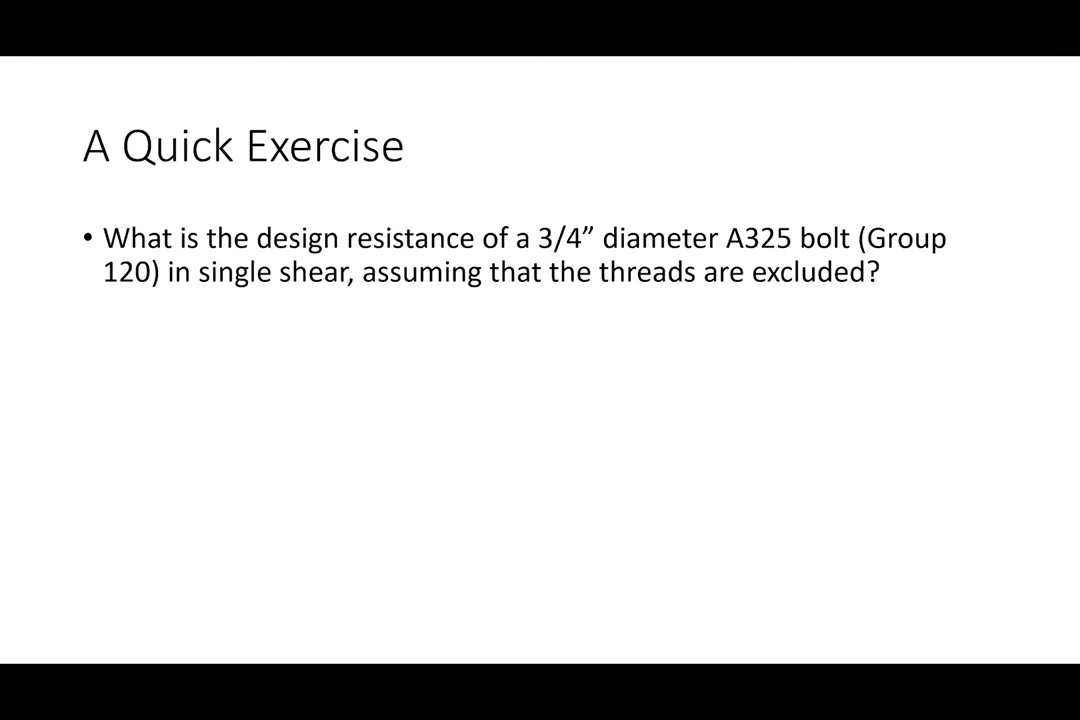 A Quick Exercise
• What is the design resistance of a 3/4” diameter A325 bolt (Group
120) in single shear, assuming that the threads are excluded?